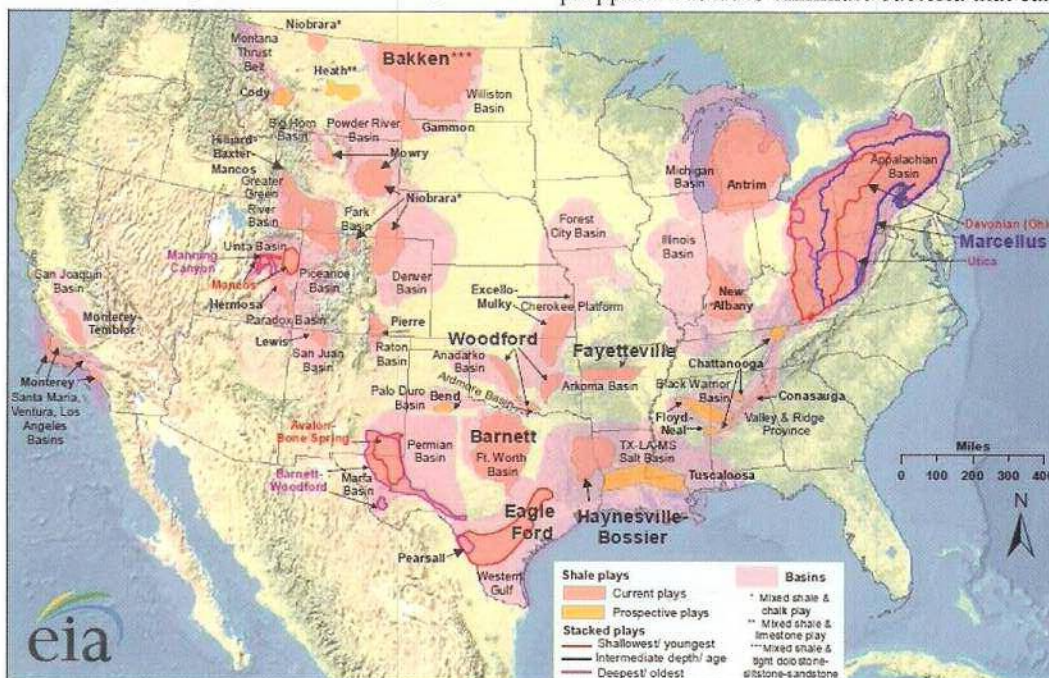 Niobrara*
Montana
Thrust
Belt
Bakken***
Heath**
Cody
Williston
Basin
Big Horn
Basin
Powder River
Basin
Gammon
Hilliard-
Baxter-
Mancos
Mowry
Greater
Green
River
Basin
Park
Basin
Niobrara*
Michigan
Basin
Antrim
Appalachian
Basin
Devonian (Ohio
Marcellus
Utica
Forest
City Basin
Illinois
Basin
Uinta Basin
Manning
Canyon
Mancos
Piceance
Basin
Denver
Basin
San Joaquin
Basin
Hermosa
Paradox Basin
Excello-
Mulky
Cherokee Platform
New
Albany
Monterey-
Temblor
Lewis
San Juan
Basin
Pierre
Raton
Basin
Woodford
Anadarko
Basin
Fayetteville
Chattanooga
Monterey
Santa Maria,
Ventura, Los
Angeles
Basins
Palo Duro
Basin
Bend
Ardmore Basin
Arkoma Basin
Black Warrior
Basin
Conasauga
Floyd-
Neal
Valley & Ridge
Province
Avalon-
Bone Spring
Permian
Basin
Barnett
Ft. Worth
Basin
TX-LA-MS
Salt Basin
Tuscaloosa
Barnett-
Woodford
Marfa
Basin
Eagle
Ford
Haynesville-
Bossier
Pearsall
Western
Gulf
Miles
0 100 200 300 400
N
Shale plays
Current plays
Prospective plays
Stacked plays
Shallowest/ youngest
Intermediate depth/ age
Deepest/ oldest
Basins
* Mixed shale &
chalk play
** Mixed shale &
limestone play
***Mixed shale &
tight dolostone-
siltstone-sandstone
eia